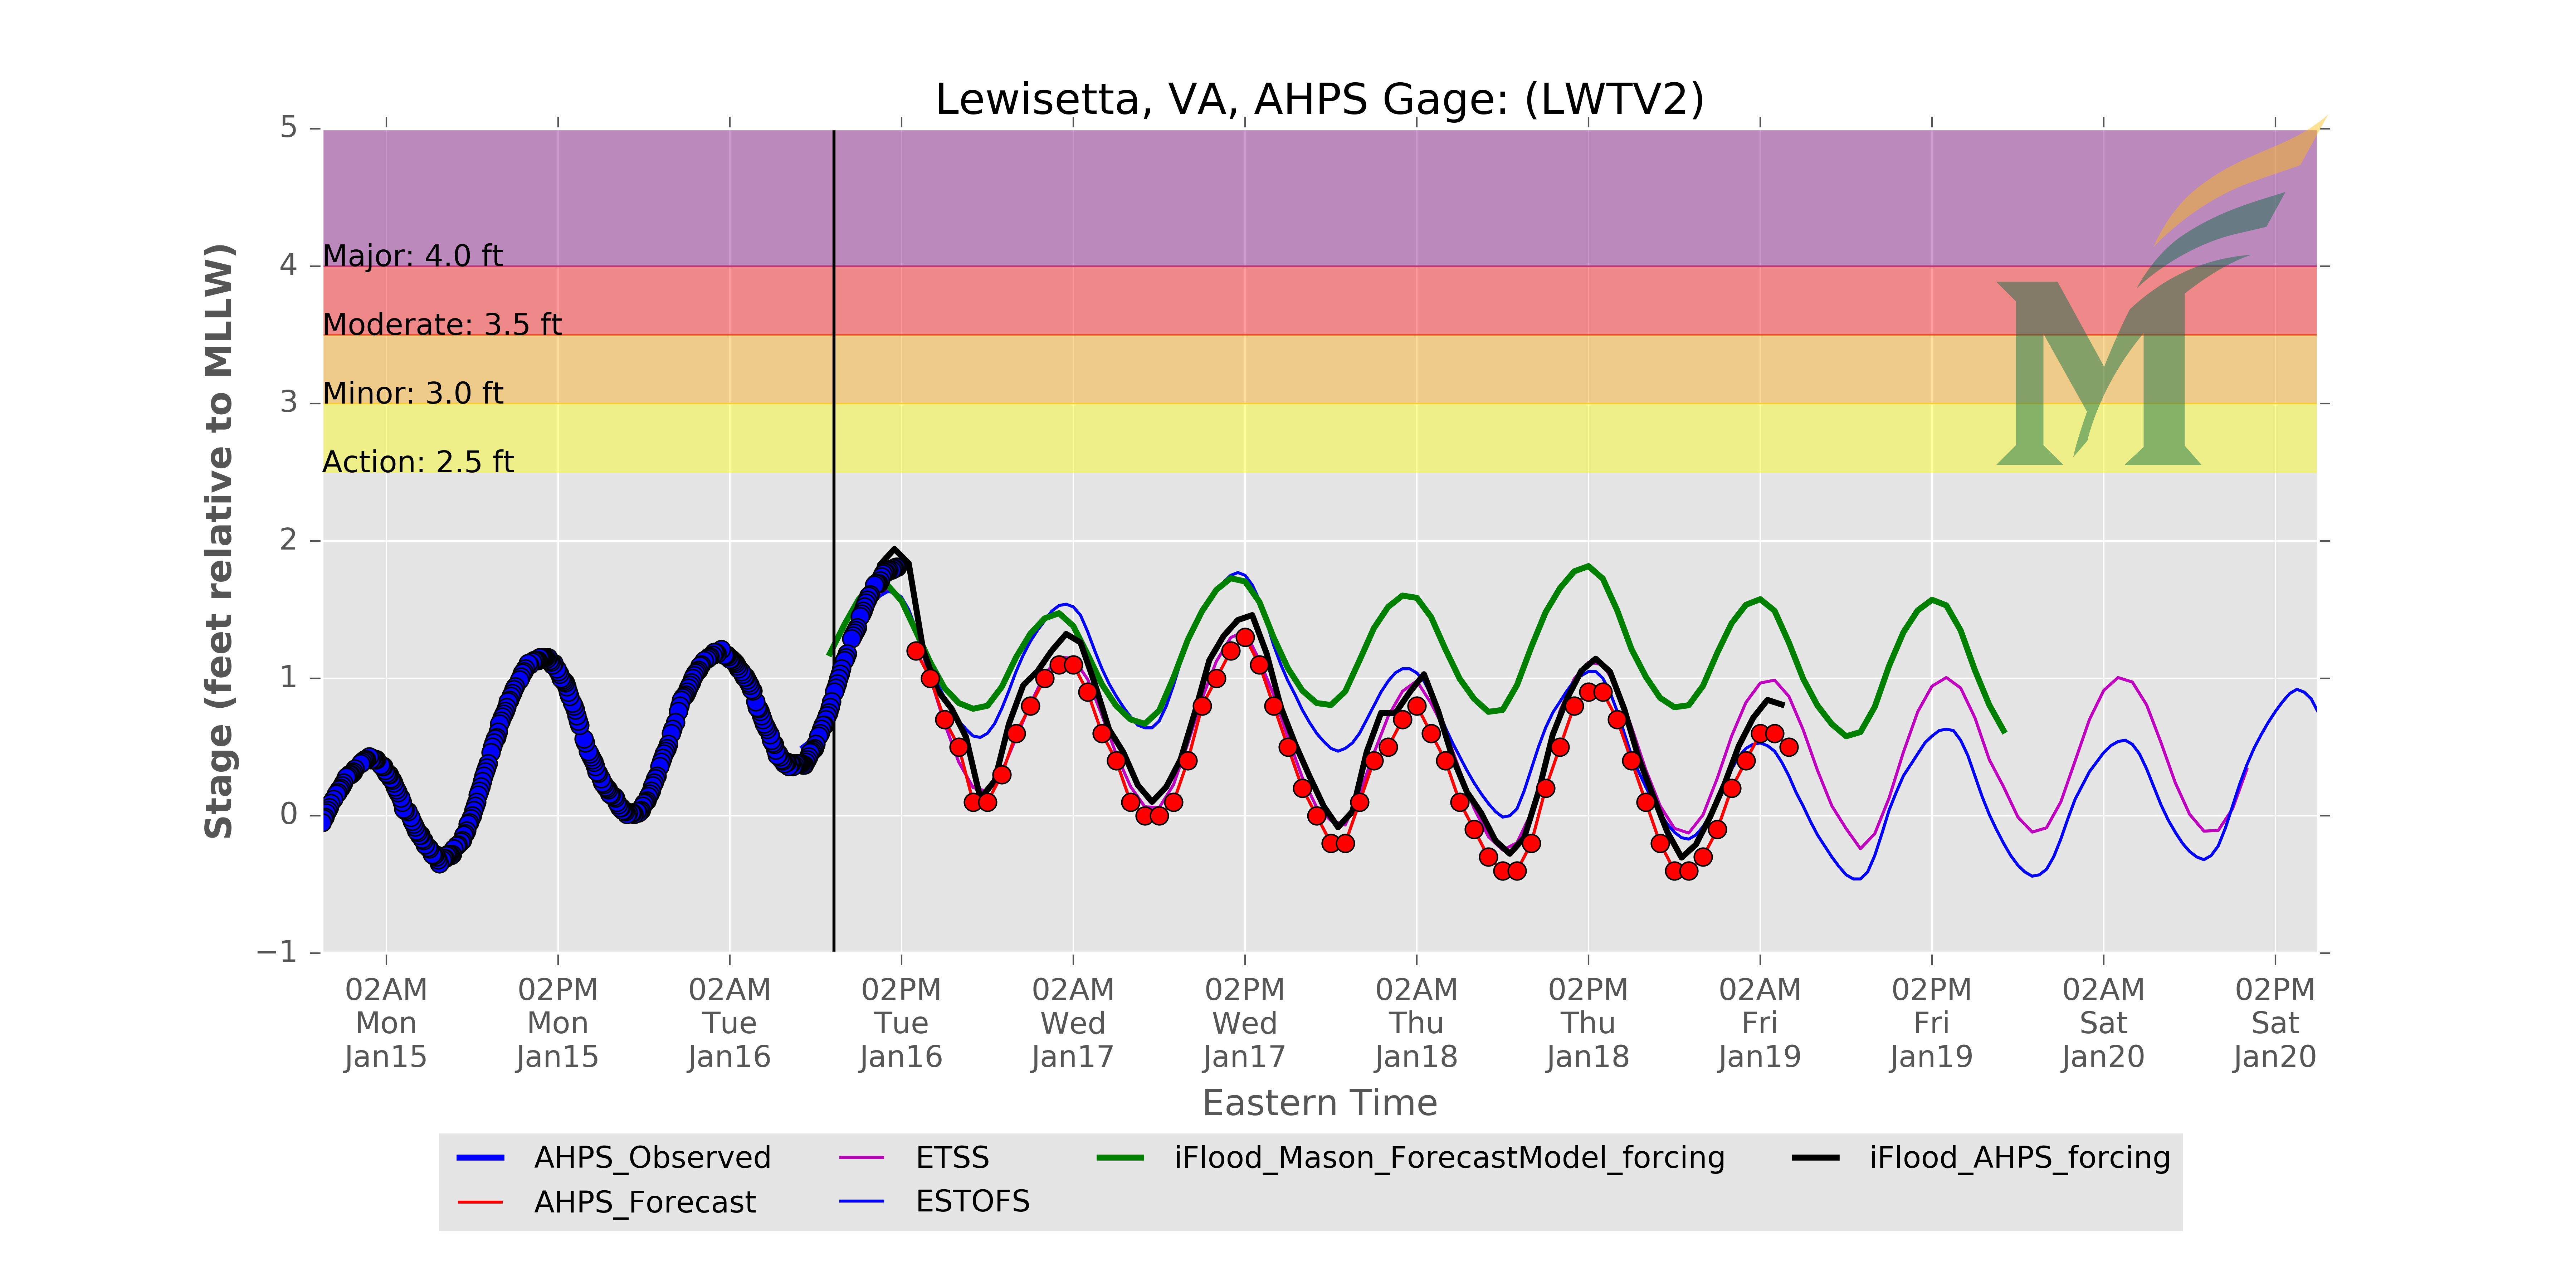 Lewisetta, VA, AHPS Gage: (LWTV2)
Stage (feet relative to MLLW)
5
4
3
2
1
0
−1
Major: 4.0 ft
Moderate: 3.5 ft
Minor: 3.0 ft
Action: 2.5 ft
M
02AM 02PM 02AM 02PM 02AM 02PM 02AM 02PM 02AM 02PM 02AM 02PM
Mon Mon Tue Tue Wed Wed Thu Thu Fri Fri Sat Sat
Jan15 Jan15 Jan16 Jan16 Jan17 Jan17 Jan18 Jan18 Jan19 Jan19 Jan20 Jan20
Eastern Time
AHPS_Observed ETSS iFlood_Mason_ForecastModel_forcing iFlood_AHPS_forcing
AHPS_Forecast ESTOFS